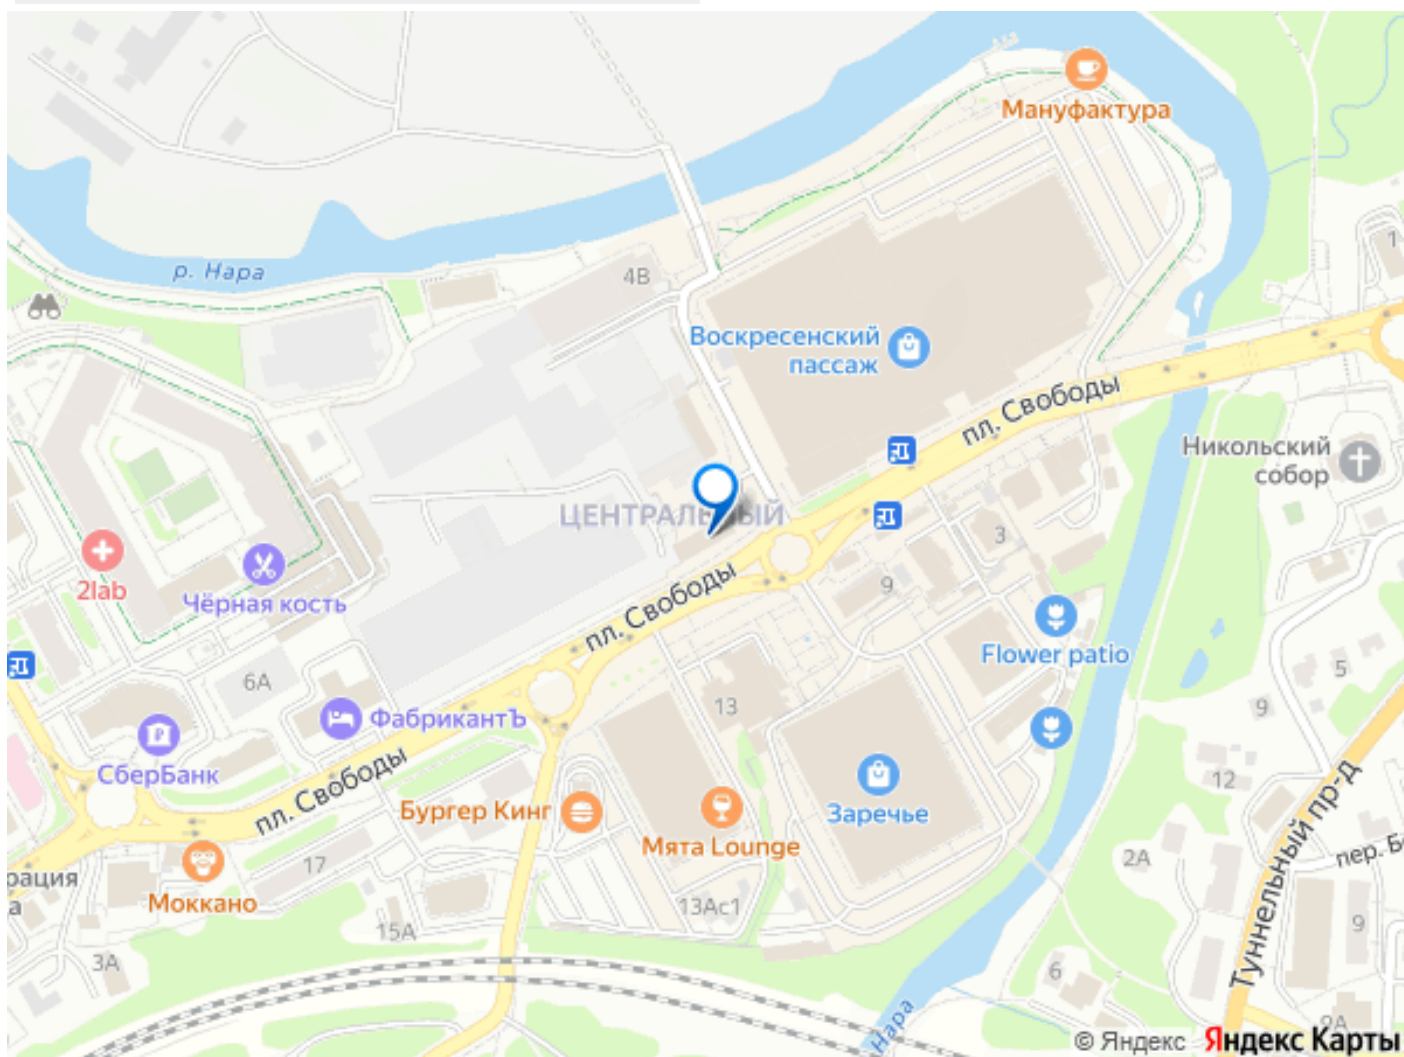 Мануфактура
1
р. Нара
4В
Воскресенский
пассаж
пл. Свободы
Никольский
собор
ЦЕНТРАЛЬНЫЙ
3
2lab
Чёрная кость
пл. Свободы
9
Flower patio
5
6А
ФабрикантЪ
13
9
СберБанк
12
пл. Свободы
Бургер Кинг
Заречье
Мята Lounge
2А
Туннельный пр-д
пер. Б
17
рация
а
Моккано
13Ас1
15А
9
3А
6
Нара
2А
© Яндекс Яндекс Карты